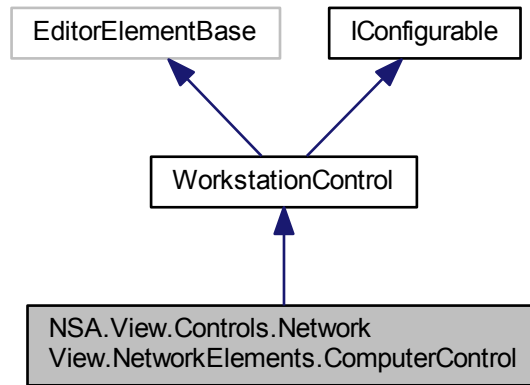 EditorElementBase
IConfigurable
WorkstationControl
NSA.View.Controls.Network
View.NetworkElements.ComputerControl